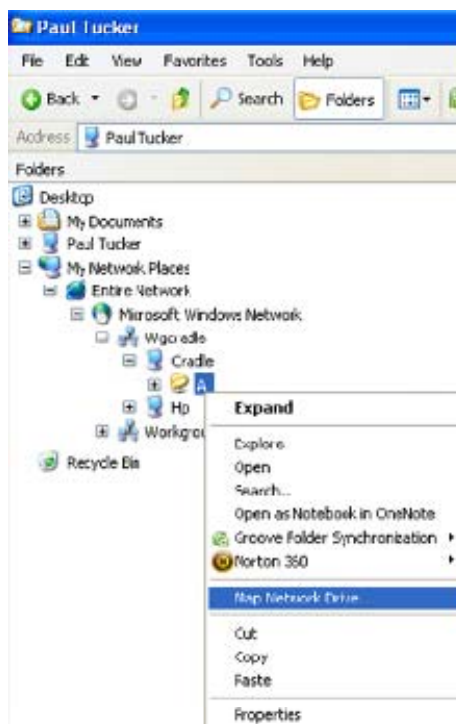 Paul Tucker
File Edit View Favorites Tools Help
Back Search Folders
Address Paul Tucker
Folders
Desktop
My Documents
Paul Tucker
My Network Places
Entire Network
Microsoft Windows Network
Wgcradle
Cradle
A
Hp
Workgrou
Recycle Bin
Expand
Explore
Open
Search...
Open as Notebook in OneNote
Groove Folder Synchronization
Norton 360
Map Network Drive...
Cut
Copy
Paste
Properties